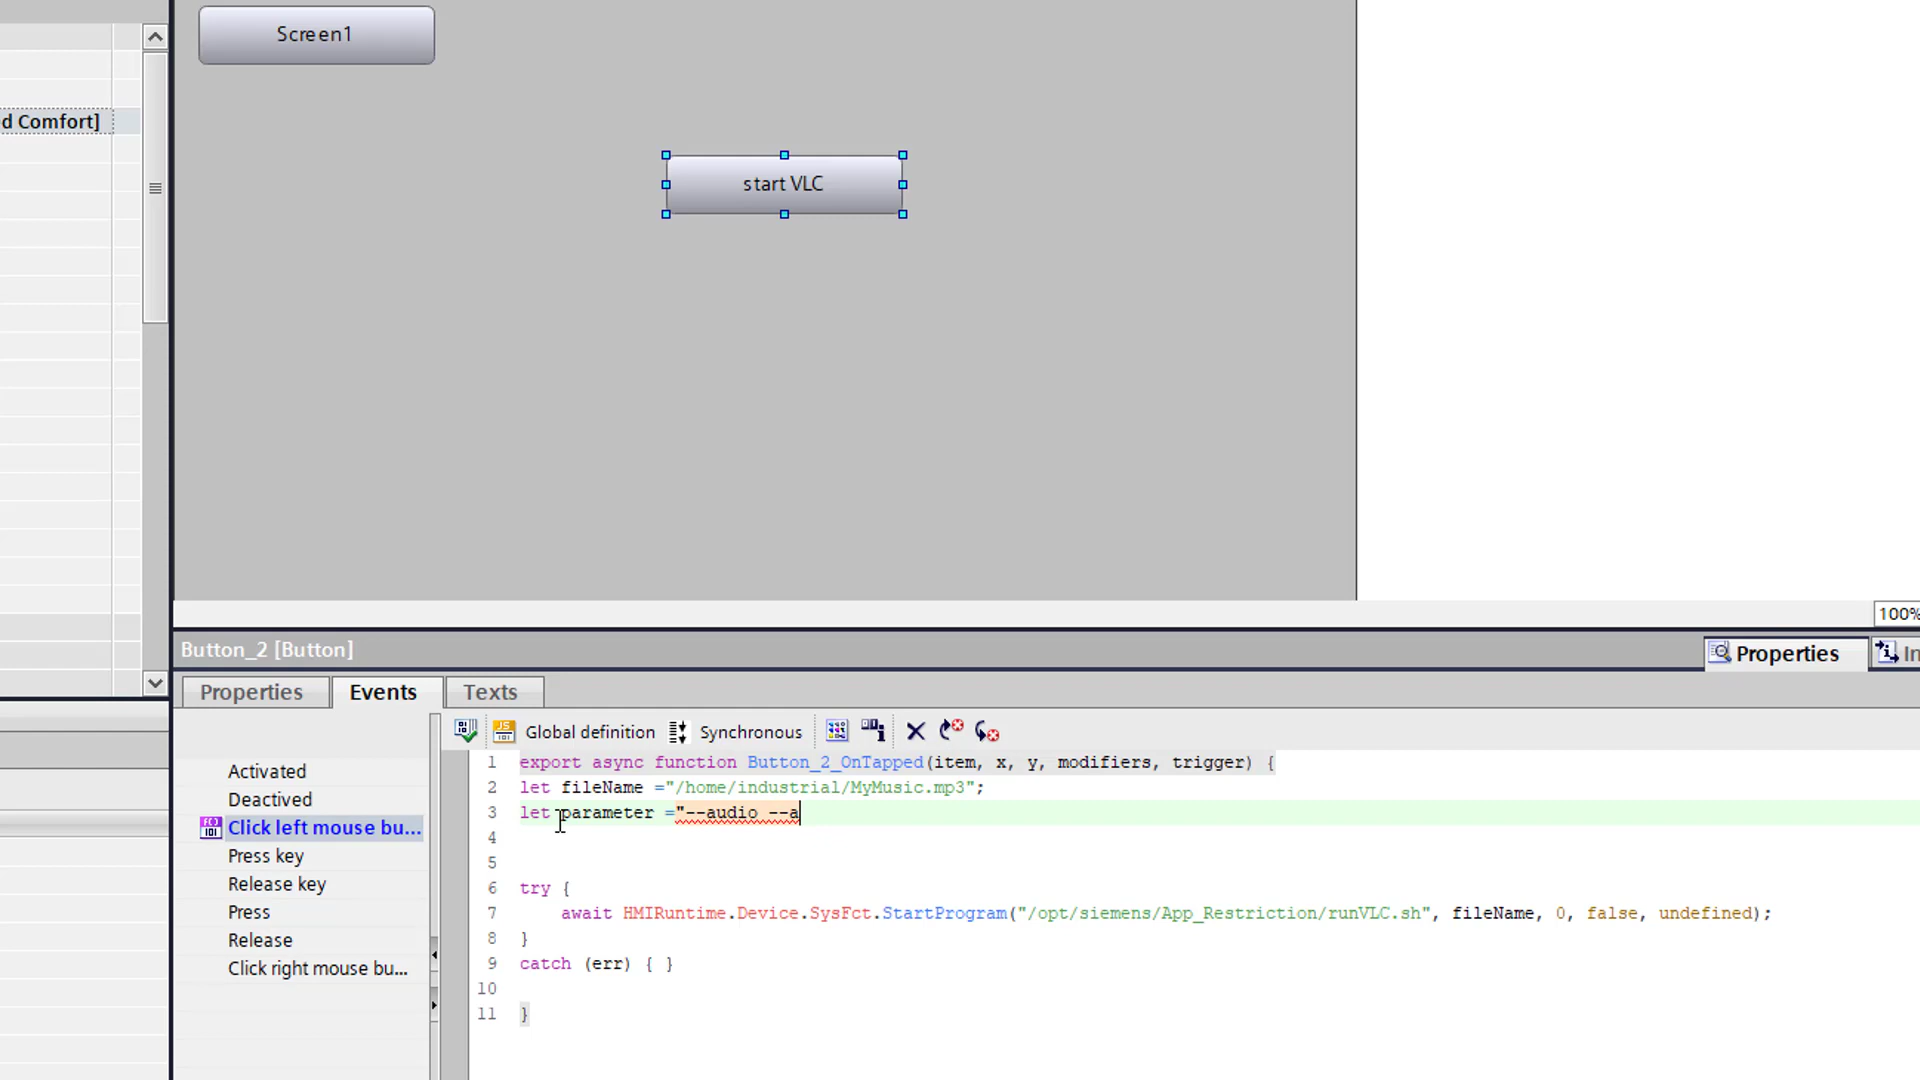 Screen1
d Comfort]
start VLC
100%
Button_2 [Button]
Properties
In
Properties
Events
Texts
Global definition
Synchronous
Activated
Deactived
Click left mouse bu...
Press key
Release key
Press
Release
Click right mouse bu...
1 export async function Button_2_OnTapped(item, x, y, modifiers, trigger) {
2 let fileName ="/home/industrial/MyMusic.mp3";
3 let parameter ="--audio --a
4
5
6 try {
7 await HMIRuntime.Device.SysFct.StartProgram("/opt/siemens/App_Restriction/runVLC.sh", fileName, 0, false, undefined);
8 }
9 catch (err) { }
10
11 }